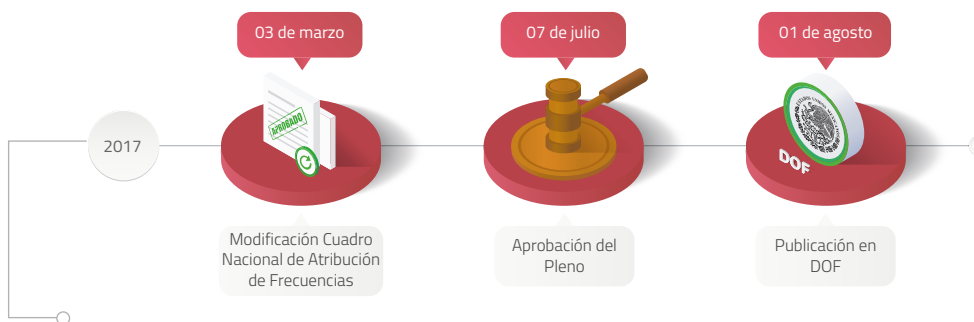 03 de marzo
07 de julio
01 de agosto
2017
APROBADO
DOF
Modificación Cuadro
Nacional de Atribución
de Frecuencias
Aprobación del
Pleno
Publicación en
DOF